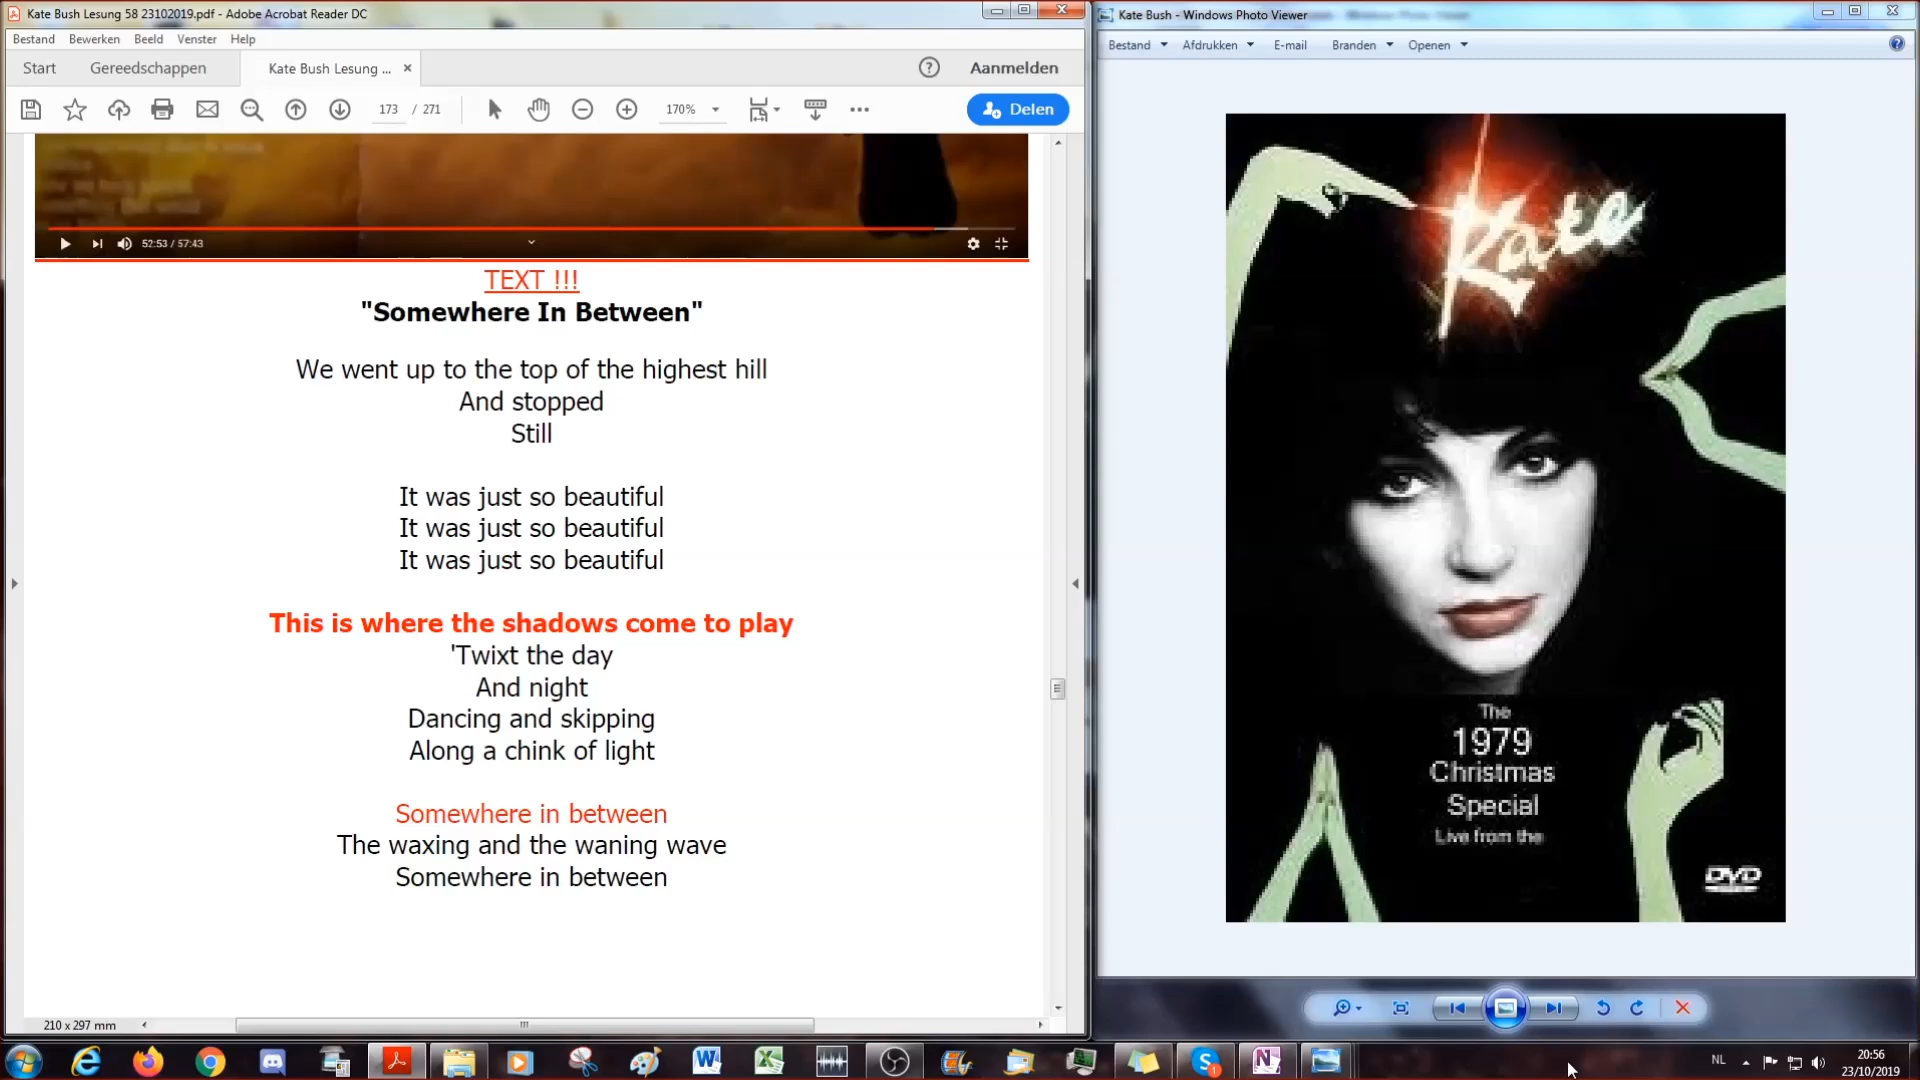 Kate Bush Lesung 58 23102019.pdf - Adobe Acrobat Reader DC
Bestand Bewerken Beeld Venster Help
Start Gereedschappen Kate Bush Lesung ... Aanmelden
173 / 271 170% Delen
52:53 / 57:43
TEXT !!!
"Somewhere In Between"
We went up to the top of the highest hill
And stopped
Still
It was just so beautiful
It was just so beautiful
It was just so beautiful
This is where the shadows come to play
'Twixt the day
And night
Dancing and skipping
Along a chink of light
Somewhere in between
The waxing and the waning wave
Somewhere in between
210 x 297 mm
Kate Bush - Windows Photo Viewer
Bestand Afdrukken E-mail Branden Openen
Kate
The
1979
Christmas
Special
Live from the
DVD
NL
20:56
23/10/2019